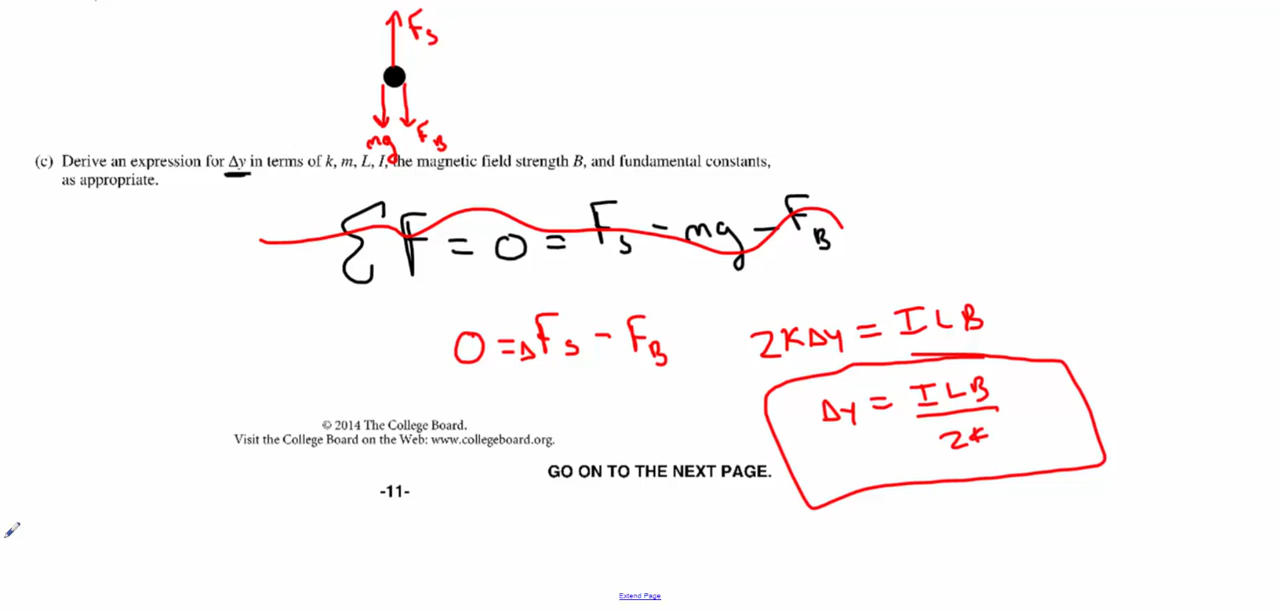 Fs
mg FB
(c) Derive an expression for Δy in terms of k, m, L, I, the magnetic field strength B, and fundamental constants,
as appropriate.
ΣF = 0 = Fs - mg - FB
0 = ΔFs - FB
2KΔy = ILB
Δy = ILB
2K
© 2014 The College Board.
Visit the College Board on the Web: www.collegeboard.org.
GO ON TO THE NEXT PAGE.
-11-
Extend Page